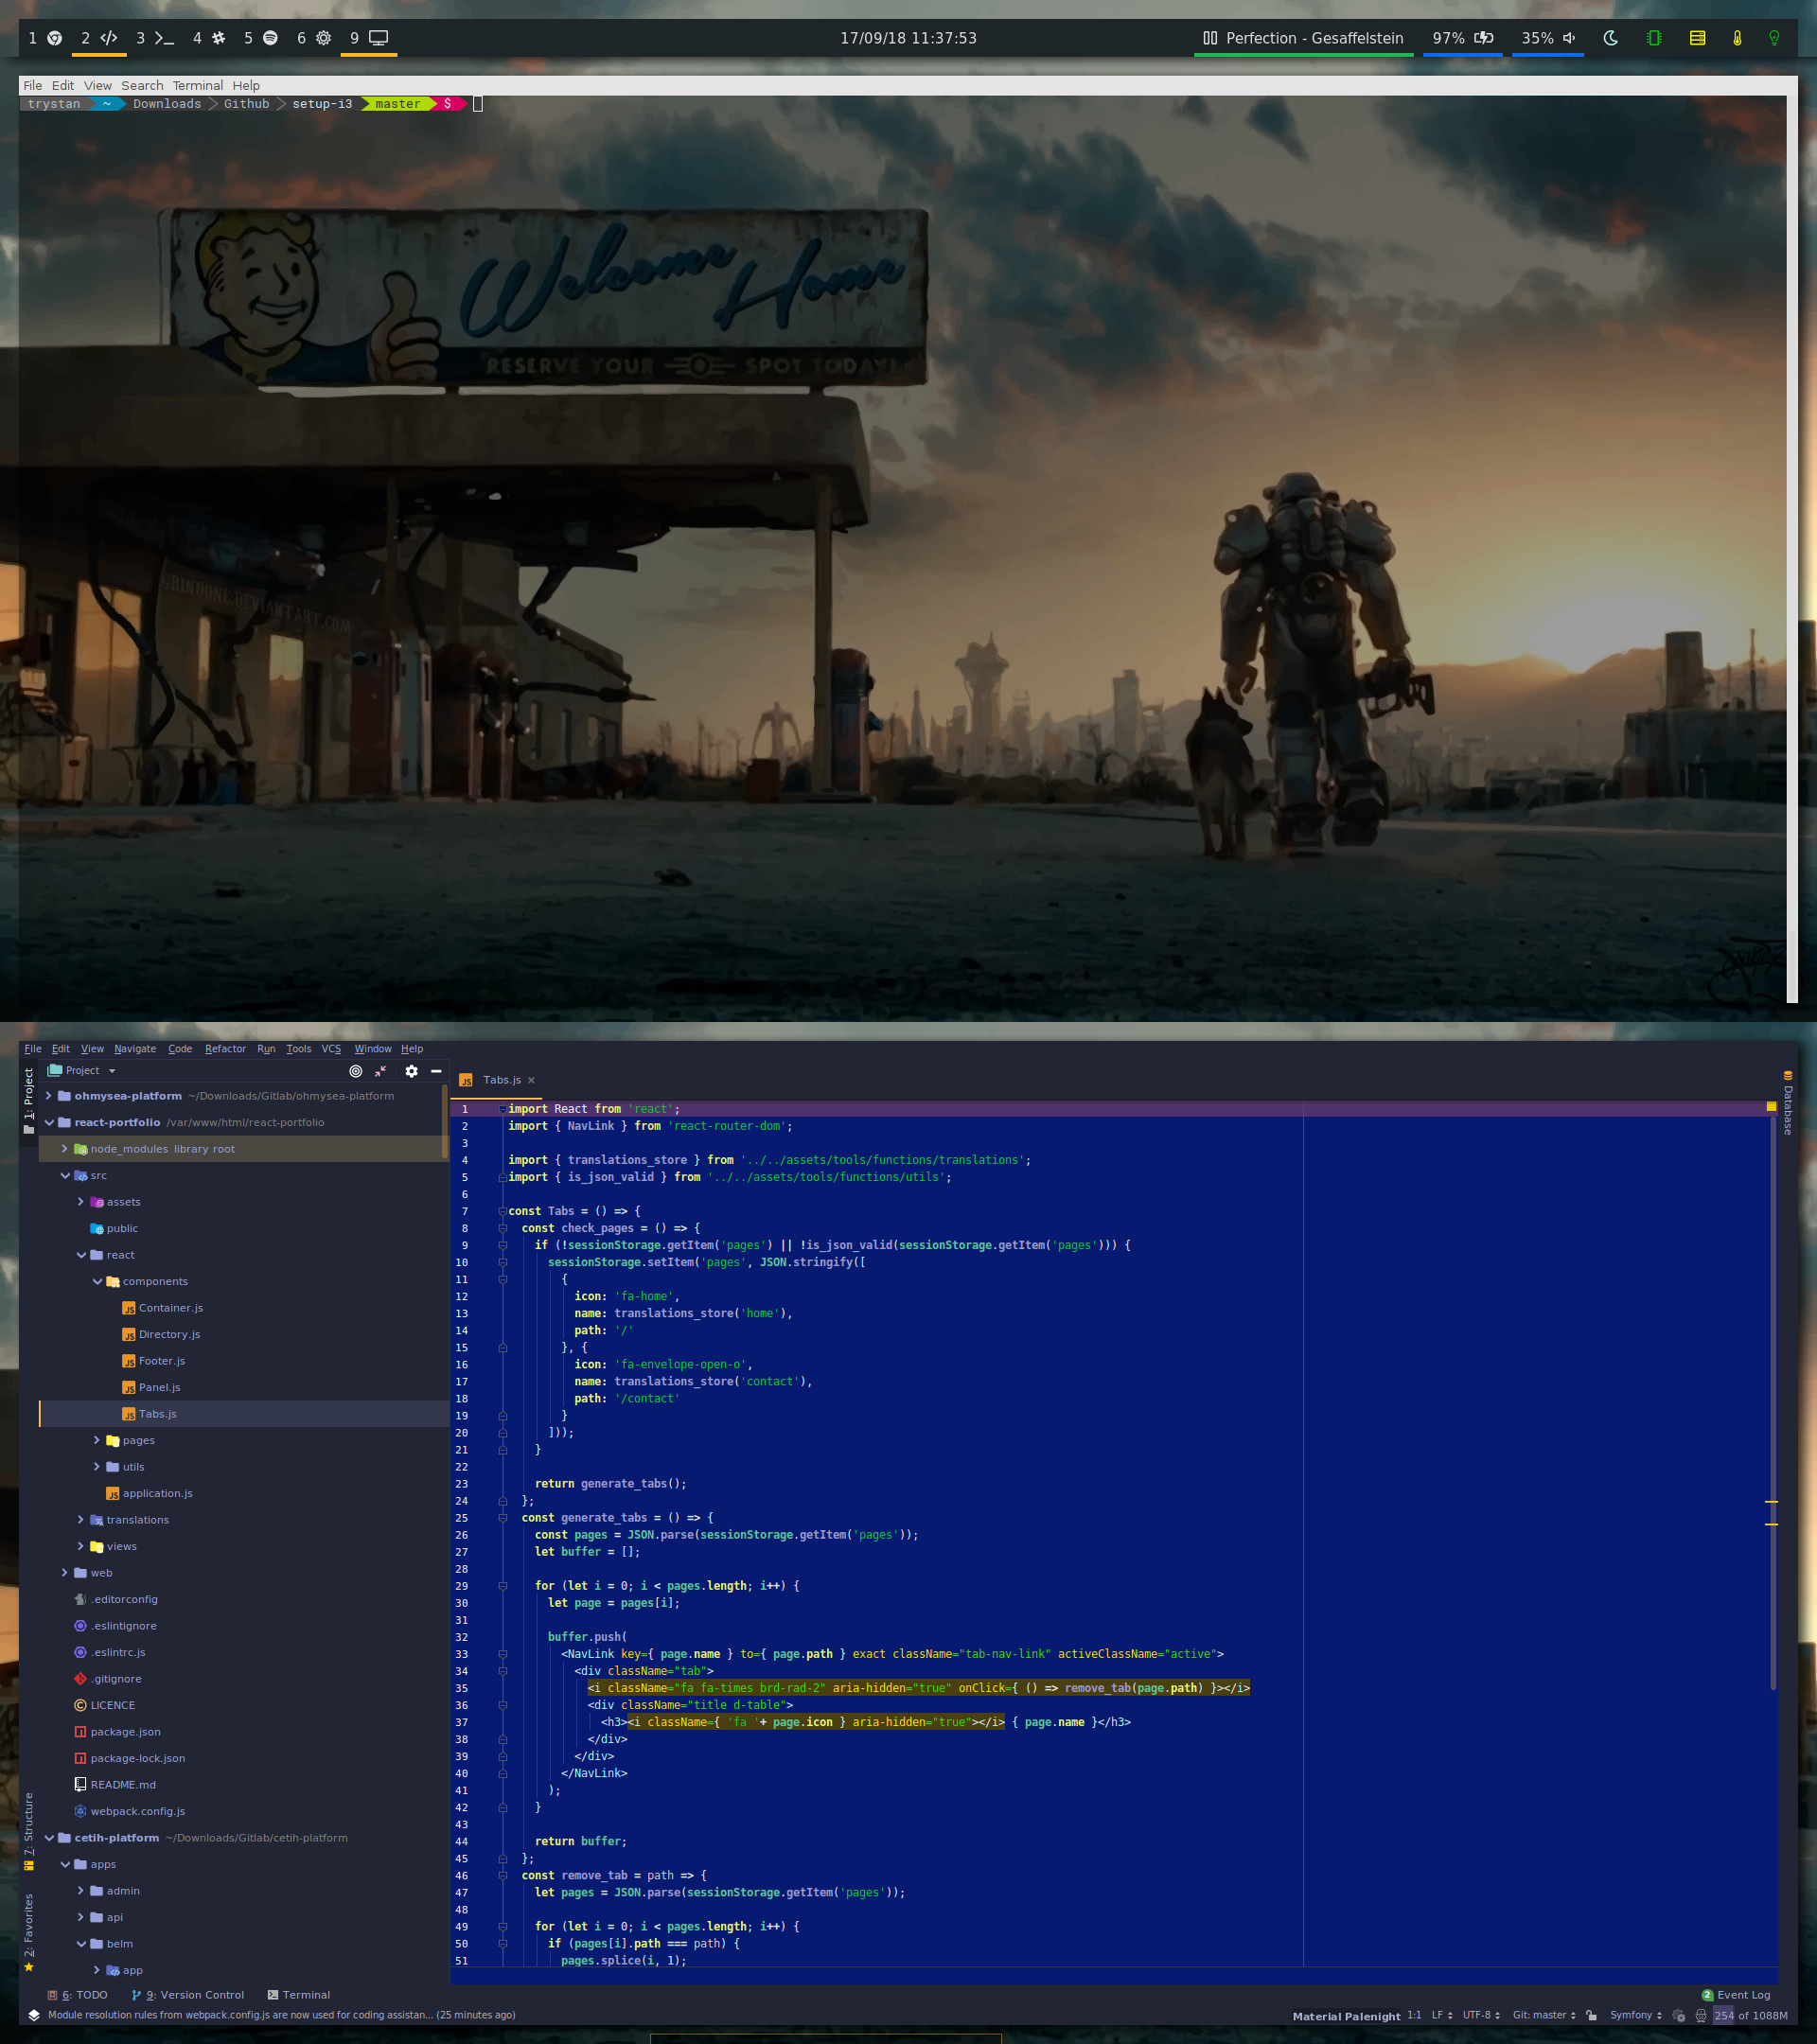 1 2 3 4 5 6 9 17/09/18 11:37:53 Perfection - Gesaffelstein 97% 35%
File Edit View Search Terminal Help
trystan ~ Downloads Github setup-i3 master $
Welcome Home
RESERVE YOUR SPOT TODAY!
GRINDONE.DEVIANTART.COM
File Edit View Navigate Code Refactor Run Tools VCS Window Help
1: Project
Project
ohmysea-platform ~/Downloads/Gitlab/ohmysea-platform
react-portfolio /var/www/html/react-portfolio
node_modules library root
src
assets
public
react
components
Container.js
Directory.js
Footer.js
Panel.js
Tabs.js
pages
utils
application.js
translations
views
web
.editorconfig
.eslintignore
.eslintrc.js
.gitignore
LICENCE
package.json
package-lock.json
README.md
webpack.config.js
cetih-platform ~/Downloads/Gitlab/cetih-platform
apps
admin
api
belm
app
7: Structure
2: Favorites
Tabs.js
Database
1 import React from 'react';
2 import { NavLink } from 'react-router-dom';
3
4 import { translations_store } from '../../assets/tools/functions/translations';
5 import { is_json_valid } from '../../assets/tools/functions/utils';
6
7 const Tabs = () => {
8 const check_pages = () => {
9 if (!sessionStorage.getItem('pages') || !is_json_valid(sessionStorage.getItem('pages'))) {
10 sessionStorage.setItem('pages', JSON.stringify([
11 {
12 icon: 'fa-home',
13 name: translations_store('home'),
14 path: '/'
15 }, {
16 icon: 'fa-envelope-open-o',
17 name: translations_store('contact'),
18 path: '/contact'
19 }
20 ]));
21 }
22
23 return generate_tabs();
24 };
25 const generate_tabs = () => {
26 const pages = JSON.parse(sessionStorage.getItem('pages'));
27 let buffer = [];
28
29 for (let i = 0; i < pages.length; i++) {
30 let page = pages[i];
31
32 buffer.push(
33 <NavLink key={ page.name } to={ page.path } exact className="tab-nav-link" activeClassName="active">
34 <div className="tab">
35 <i className="fa fa-times brd-rad-2" aria-hidden="true" onClick={ () => remove_tab(page.path) }></i>
36 <div className="title d-table">
37 <h3><i className={ 'fa '+ page.icon } aria-hidden="true"></i> { page.name }</h3>
38 </div>
39 </div>
40 </NavLink>
41 );
42 }
43
44 return buffer;
45 };
46 const remove_tab = path => {
47 let pages = JSON.parse(sessionStorage.getItem('pages'));
48
49 for (let i = 0; i < pages.length; i++) {
50 if (pages[i].path === path) {
51 pages.splice(i, 1);
6: TODO 9: Version Control Terminal 2 Event Log
Module resolution rules from webpack.config.js are now used for coding assistan... (25 minutes ago) Material Palenight 1:1 LF UTF-8 Git: master Symfony 254 of 1088M